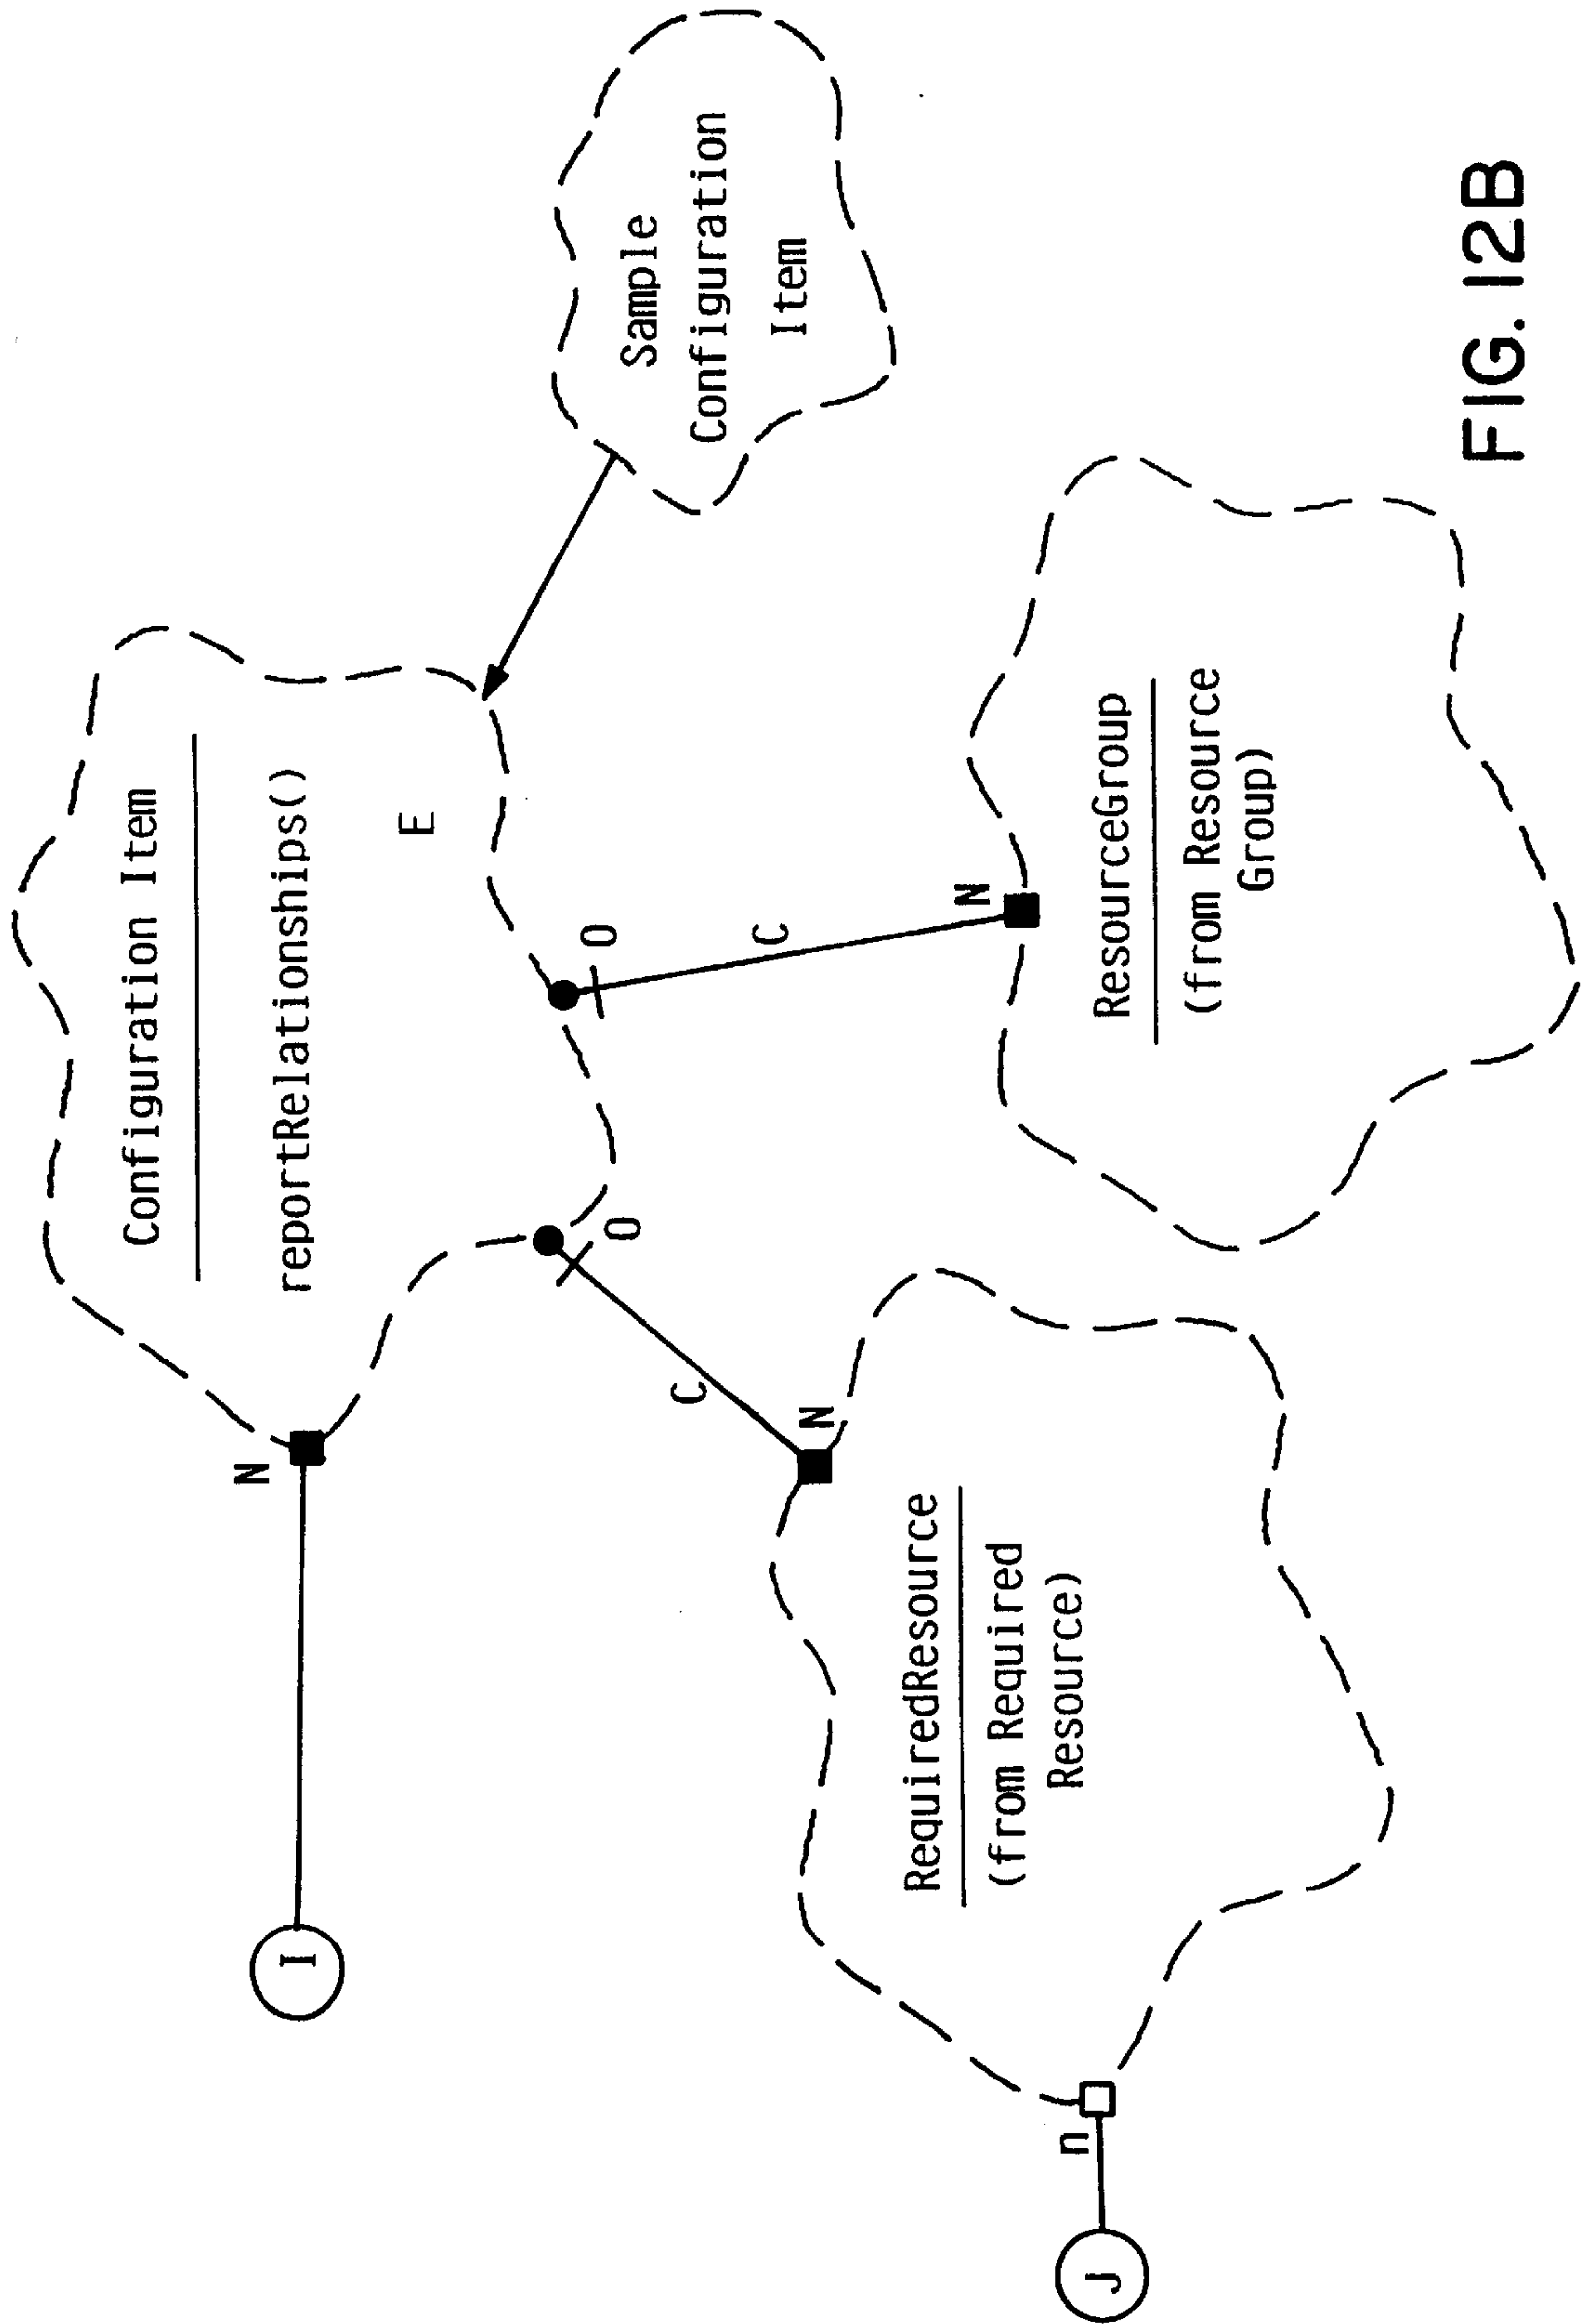 Configuration Item
reportRelationships()
E
N
I
Sample
Configuration
Item
O
C
N
O
C
N
RequiredResource
(from Required
Resource)
n
J
ResourceGroup
(from Resource
Group)
FIG. 12B